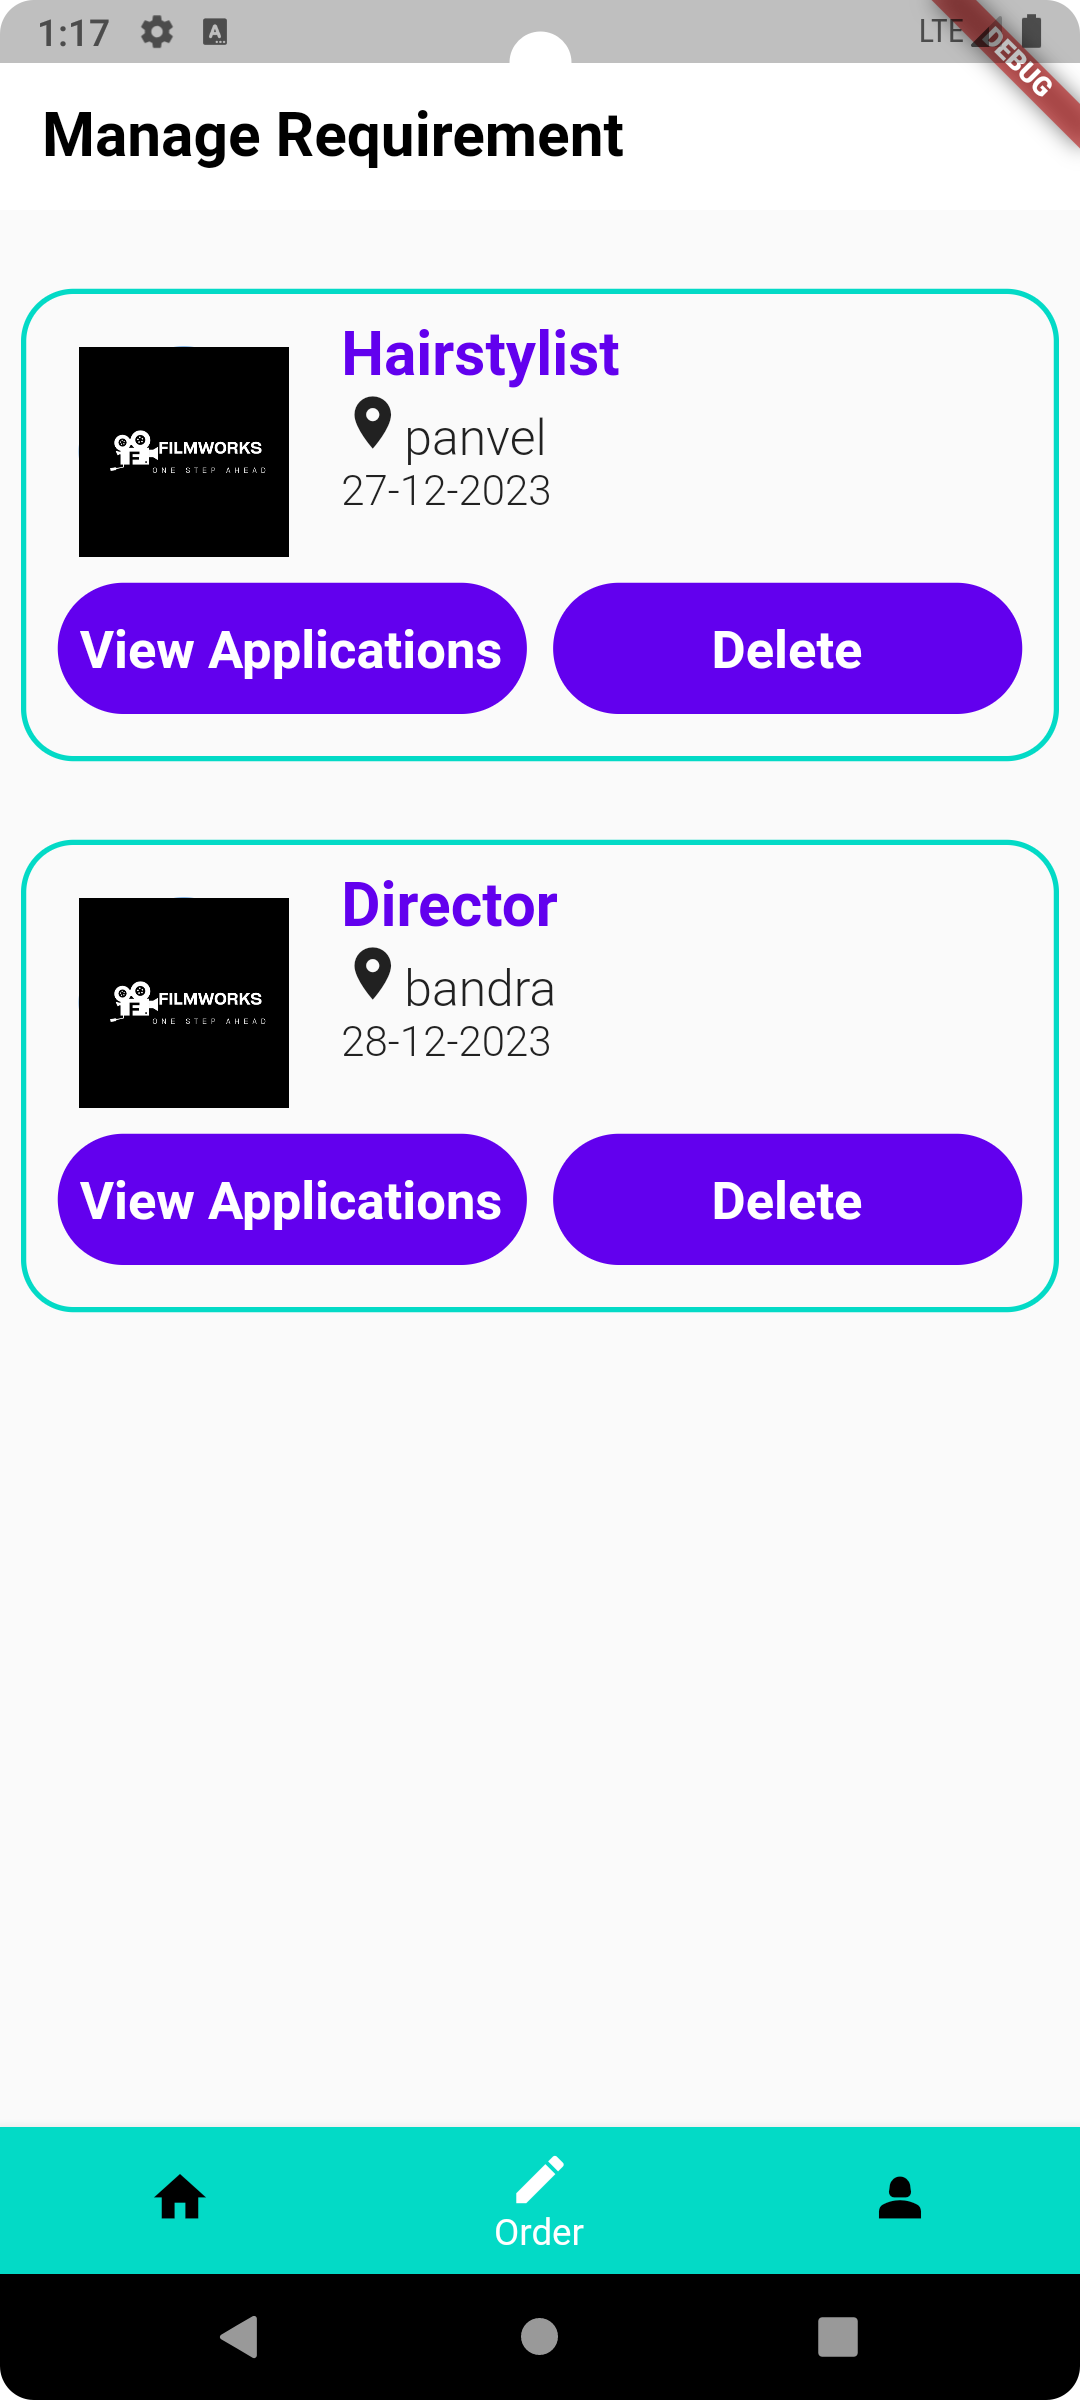 1:17
A
LTE
DEBUG
Manage Requirement
Hairstylist
FILMWORKS
ONE STEP AHEAD
panvel
27-12-2023
View Applications
Delete
Director
FILMWORKS
ONE STEP AHEAD
bandra
28-12-2023
View Applications
Delete
Order